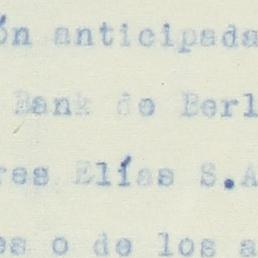 ón anticipada
Bank de Berl
res Elías S.A
es o de los a